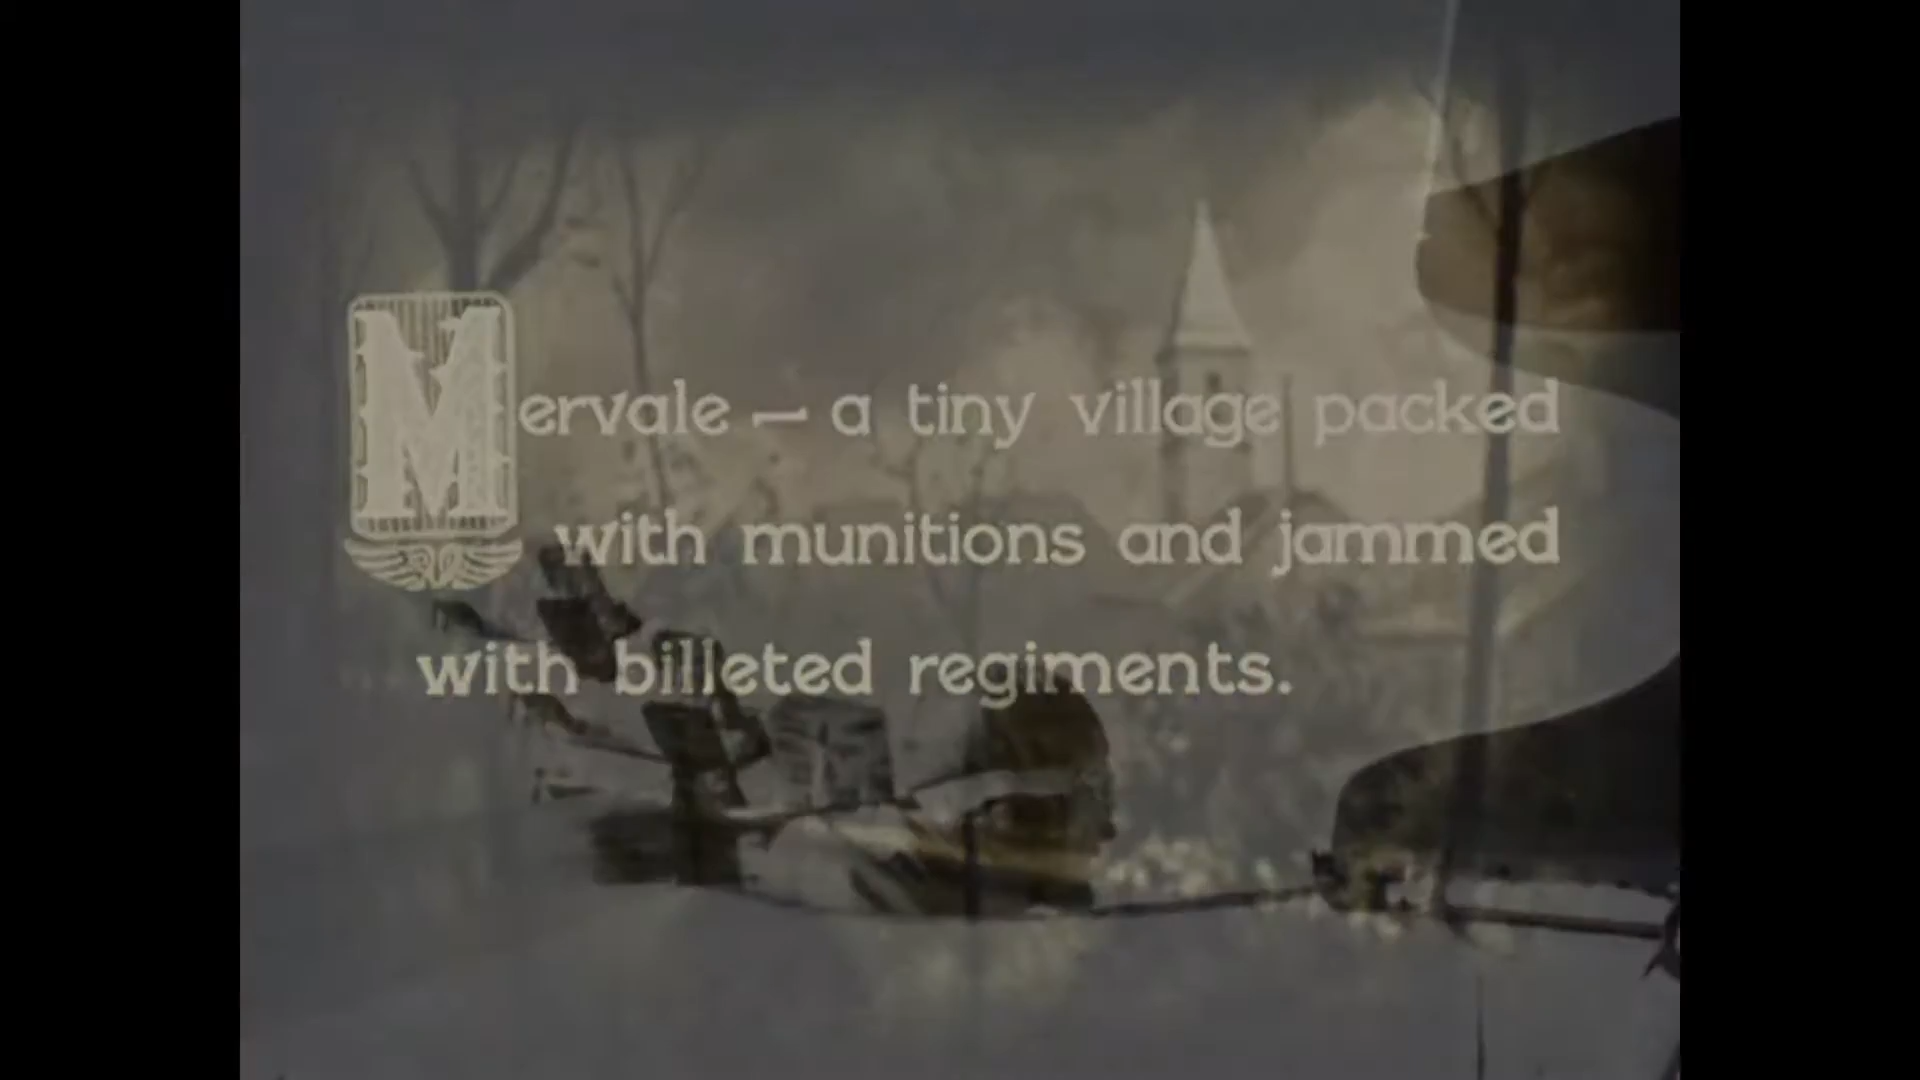 Mervale – a tiny village packed
with munitions and jammed
with billeted regiments.